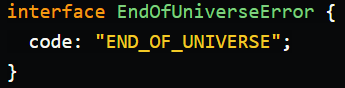 interface EndOfUniverseError {
  code: "END_OF_UNIVERSE";
}